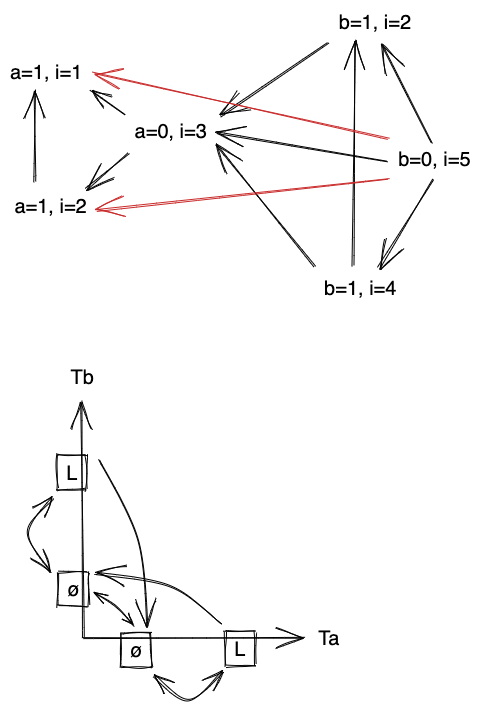 b=1, i=2
a=1, i=1
a=0, i=3
b=0, i=5
a=1, i=2
b=1, i=4
Tb
L
ø
ø
L
Ta